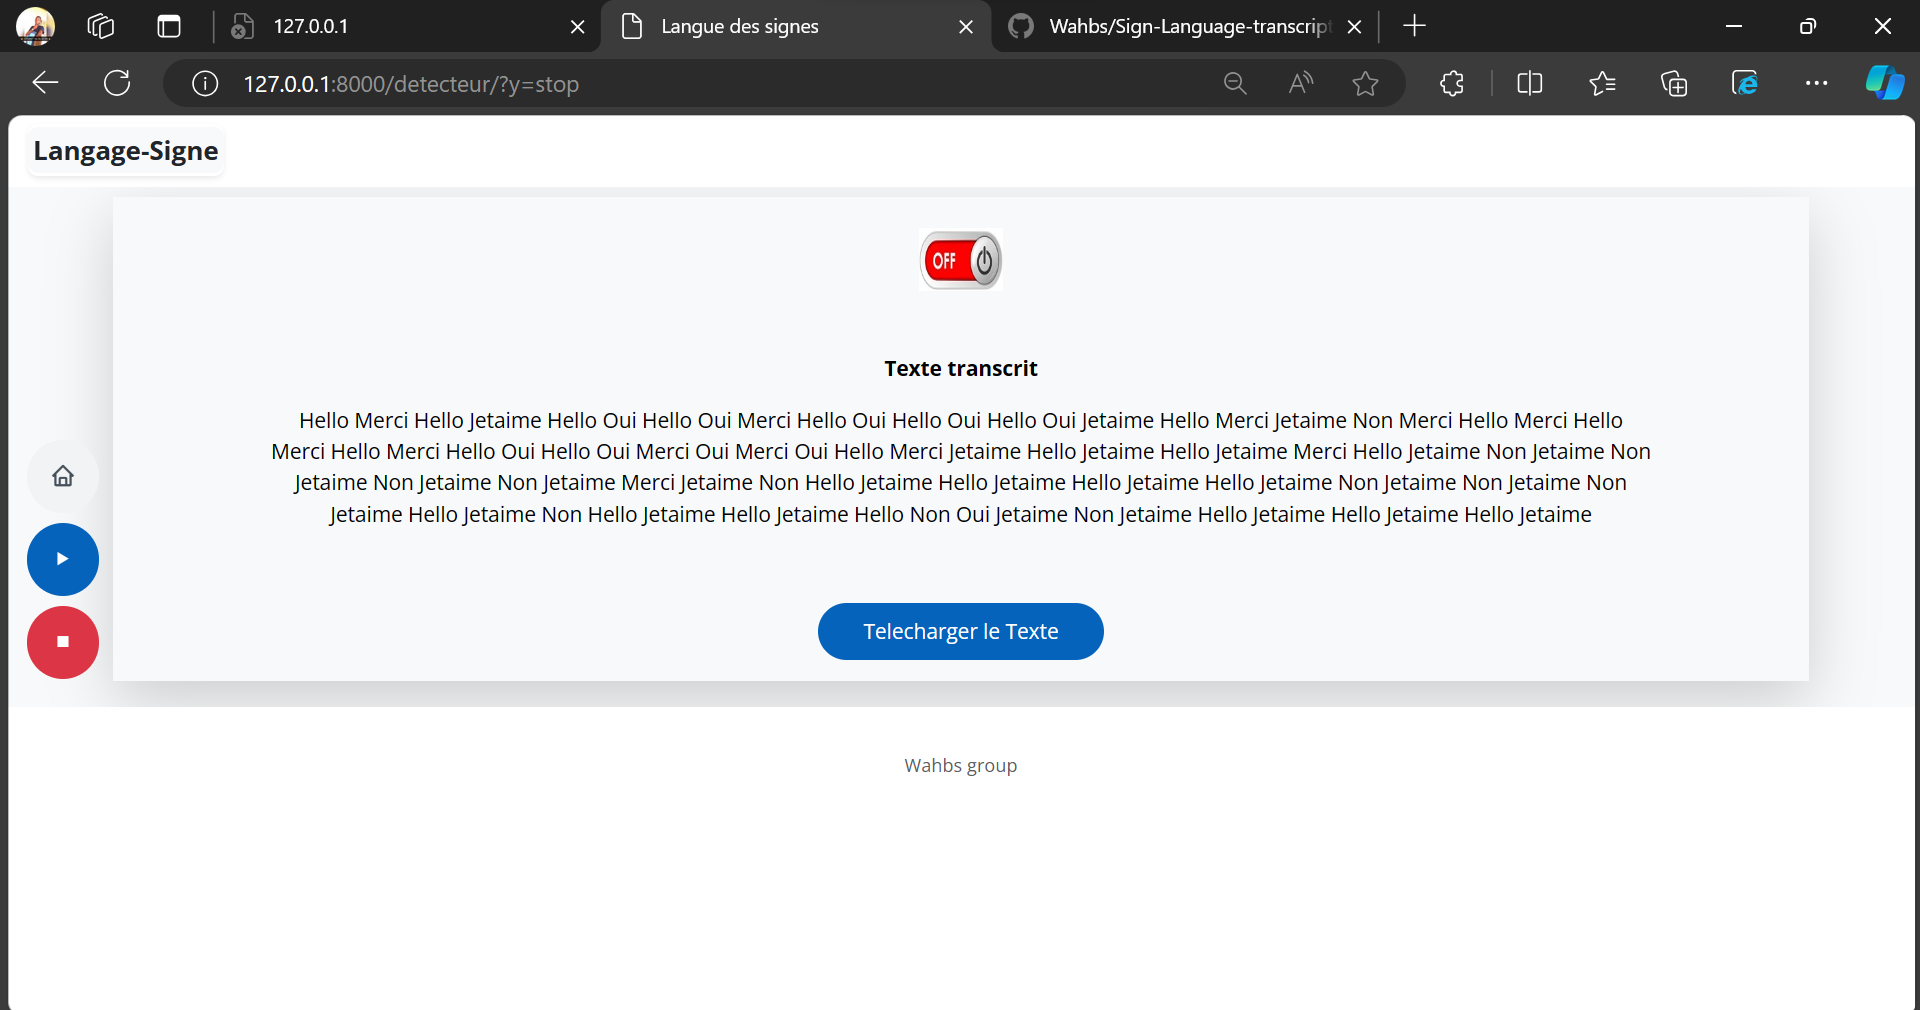 127.0.0.1
Langue des signes
Wahbs/Sign-Language-transcript
127.0.0.1:8000/detecteur/?y=stop
Langage-Signe
OFF
Texte transcrit
Hello Merci Hello Jetaime Hello Oui Hello Oui Merci Hello Oui Hello Oui Hello Oui Jetaime Hello Merci Jetaime Non Merci Hello Merci Hello
Merci Hello Merci Hello Oui Hello Oui Merci Oui Merci Oui Hello Merci Jetaime Hello Jetaime Hello Jetaime Merci Hello Jetaime Non Jetaime Non
Jetaime Non Jetaime Non Jetaime Merci Jetaime Non Hello Jetaime Hello Jetaime Hello Jetaime Hello Jetaime Non Jetaime Non Jetaime Non
Jetaime Hello Jetaime Non Hello Jetaime Hello Jetaime Hello Non Oui Jetaime Non Jetaime Hello Jetaime Hello Jetaime Hello Jetaime
Telecharger le Texte
Wahbs group